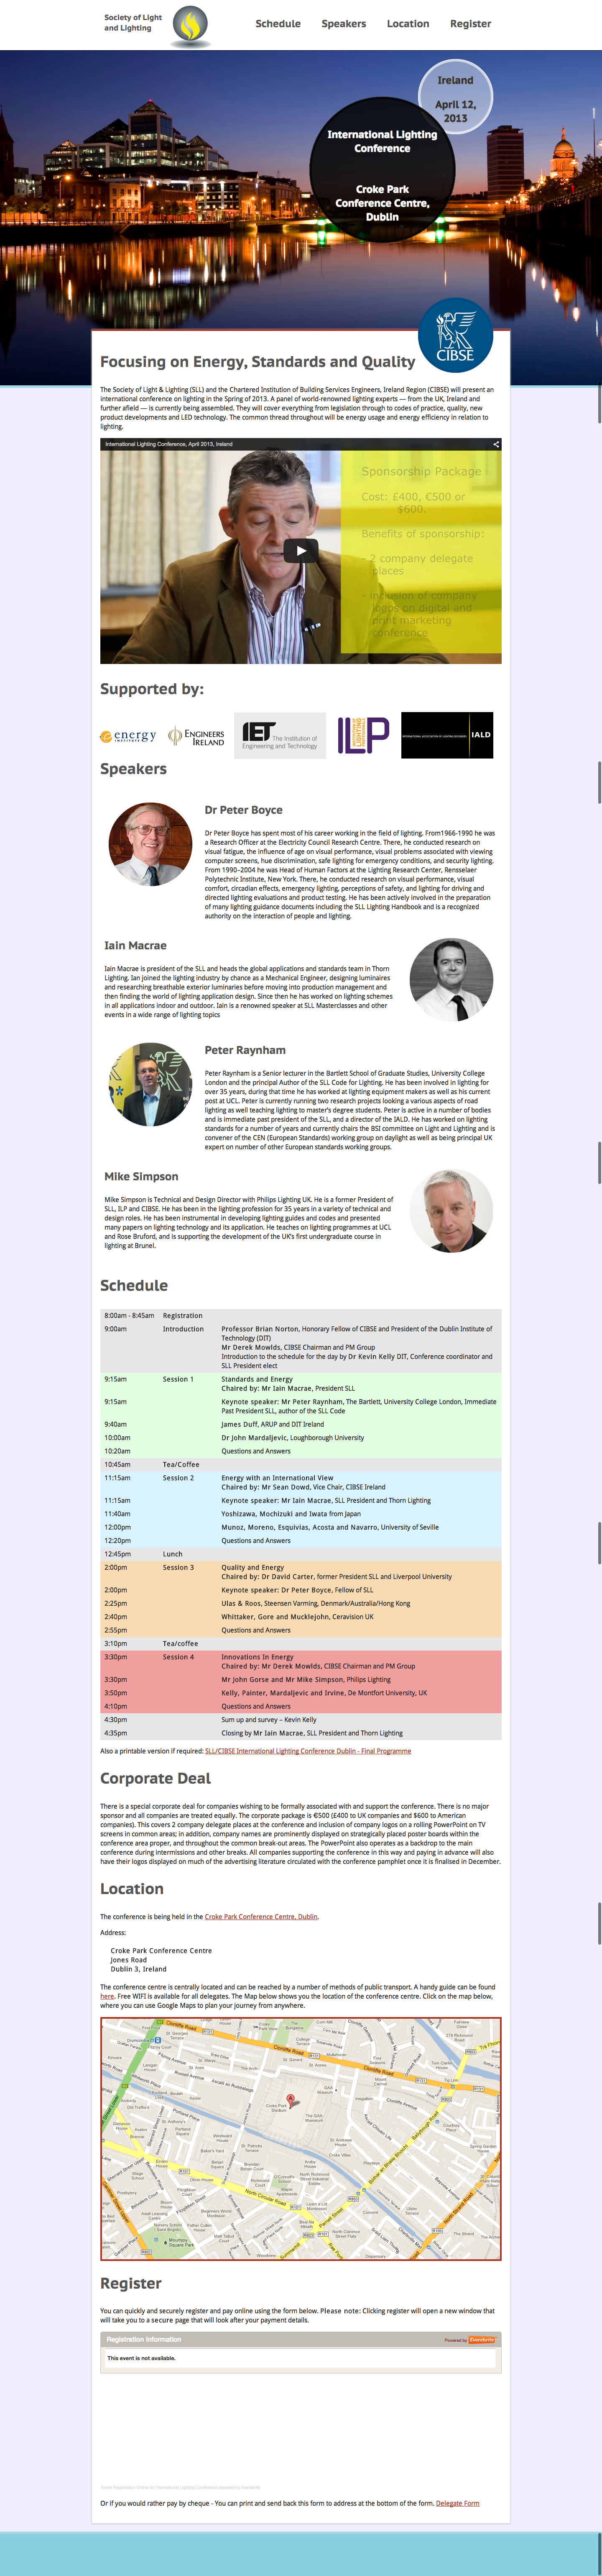 Society of Light
and Lighting
Schedule Speakers Location Register
Ireland
April 12,
2013
International Lighting
Conference
Croke Park
Conference Centre,
Dublin
CIBSE
Focusing on Energy, Standards and Quality
The Society of Light & Lighting (SLL) and the Chartered Institution of Building Services Engineers, Ireland Region (CIBSE) will present an
international conference on lighting in the Spring of 2013. A panel of world-renowned lighting experts — from the UK, Ireland and
further afield — is currently being assembled. They will cover everything from legislation through to codes of practice, quality, new
product developments and LED technology. The common thread throughout will be energy usage and energy efficiency in relation to
lighting.
International Lighting Conference, April 2013, Ireland
Sponsorship Package
Cost: £400, €500 or
$600.
Benefits of sponsorship:
- 2 company delegate
places
- Inclusion of company
logos on digital and
print marketing
conference
Supported by:
energy
INSTITUTE
ENGINEERS
IRELAND
IET The Institution of
Engineering and Technology
ILP
INTERNATIONAL ASSOCIATION OF LIGHTING DESIGNERS IALD
Speakers
Dr Peter Boyce
Dr Peter Boyce has spent most of his career working in the field of lighting. From1966-1990 he was
a Research Officer at the Electricity Council Research Centre. There, he conducted research on
visual fatigue, the influence of age on visual performance, visual problems associated with viewing
computer screens, hue discrimination, safe lighting for emergency conditions, and security lighting.
From 1990–2004 he was Head of Human Factors at the Lighting Research Center, Rensselaer
Polytechnic Institute, New York. There, he conducted research on visual performance, visual
comfort, circadian effects, emergency lighting, perceptions of safety, and lighting for driving and
directed lighting evaluations and product testing. He has been actively involved in the preparation
of many lighting guidance documents including the SLL Lighting Handbook and is a recognized
authority on the interaction of people and lighting.
Iain Macrae
Iain Macrae is president of the SLL and heads the global applications and standards team in Thorn
Lighting. Ian joined the lighting industry by chance as a Mechanical Engineer, designing luminaires
and researching breathable exterior luminaries before moving into production management and
then finding the world of lighting application design. Since then he has worked on lighting schemes
in all applications indoor and outdoor. Iain is a renowned speaker at SLL Masterclasses and other
events in a wide range of lighting topics
Peter Raynham
Peter Raynham is a Senior lecturer in the Bartlett School of Graduate Studies, University College
London and the principal Author of the SLL Code for Lighting. He has been involved in lighting for
over 35 years, during that time he has worked at lighting equipment makers as well as his current
post at UCL. Peter is currently running two research projects looking a various aspects of road
lighting as well teaching lighting to master's degree students. Peter is active in a number of bodies
and is immediate past president of the SLL, and a director of the IALD. He has worked on lighting
standards for a number of years and currently chairs the BSI committee on Light and Lighting and is
convener of the CEN (European Standards) working group on daylight as well as being principal UK
expert on number of other European standards working groups.
Mike Simpson
Mike Simpson is Technical and Design Director with Philips Lighting UK. He is a former President of
SLL, ILP and CIBSE. He has been in the lighting profession for 35 years in a variety of technical and
design roles. He has been instrumental in developing lighting guides and codes and presented
many papers on lighting technology and its application. He teaches on lighting programmes at UCL
and Rose Bruford, and is supporting the development of the UK's first undergraduate course in
lighting at Brunel.
Schedule
8:00am - 8:45am Registration
9:00am Introduction Professor Brian Norton, Honorary Fellow of CIBSE and President of the Dublin Institute of
Technology (DIT)
Mr Derek Mowlds, CIBSE Chairman and PM Group
Introduction to the schedule for the day by Dr Kevin Kelly DIT, Conference coordinator and
SLL President elect
9:15am Session 1 Standards and Energy
Chaired by: Mr Iain Macrae, President SLL
9:15am Keynote speaker: Mr Peter Raynham, The Bartlett, University College London, Immediate
Past President SLL, author of the SLL Code
9:40am James Duff, ARUP and DIT Ireland
10:00am Dr John Mardaljevic, Loughborough University
10:20am Questions and Answers
10:45am Tea/Coffee
11:15am Session 2 Energy with an International View
Chaired by: Mr Sean Dowd, Vice Chair, CIBSE Ireland
11:15am Keynote speaker: Mr Iain Macrae, SLL President and Thorn Lighting
11:40am Yoshizawa, Mochizuki and Iwata from Japan
12:00pm Munoz, Moreno, Esquivias, Acosta and Navarro, University of Seville
12:20pm Questions and Answers
12:45pm Lunch
2:00pm Session 3 Quality and Energy
Chaired by: Dr David Carter, former President SLL and Liverpool University
2:00pm Keynote speaker: Dr Peter Boyce, Fellow of SLL
2:25pm Ulas & Roos, Steensen Varming, Denmark/Australia/Hong Kong
2:40pm Whittaker, Gore and Mucklejohn, Ceravision UK
2:55pm Questions and Answers
3:10pm Tea/coffee
3:30pm Session 4 Innovations In Energy
Chaired by: Mr Derek Mowlds, CIBSE Chairman and PM Group
3:30pm Mr John Gorse and Mr Mike Simpson, Philips Lighting
3:50pm Kelly, Painter, Mardaljevic and Irvine, De Montfort University, UK
4:10pm Questions and Answers
4:30pm Sum up and survey – Kevin Kelly
4:35pm Closing by Mr Iain Macrae, SLL President and Thorn Lighting
Also a printable version if required: SLL/CIBSE International Lighting Conference Dublin - Final Programme
Corporate Deal
There is a special corporate deal for companies wishing to be formally associated with and support the conference. There is no major
sponsor and all companies are treated equally. The corporate package is €500 (£400 to UK companies and $600 to American
companies). This covers 2 company delegate places at the conference and inclusion of company logos on a rolling PowerPoint on TV
screens in common areas; in addition, company names are prominently displayed on strategically placed poster boards within the
conference area proper, and throughout the common break-out areas. The PowerPoint also operates as a backdrop to the main
conference during intermissions and other breaks. All companies supporting the conference in this way and paying in advance will also
have their logos displayed on much of the advertising literature circulated with the conference pamphlet once it is finalised in December.
Location
The conference is being held in the Croke Park Conference Centre, Dublin.
Address:
Croke Park Conference Centre
Jones Road
Dublin 3, Ireland
The conference centre is centrally located and can be reached by a number of methods of public transport. A handy guide can be found
here. Free WIFI is available for all delegates. The Map below shows you the location of the conference centre. Click on the map below,
where you can use Google Maps to plan your journey from anywhere.
Clonliffe Road
Croke Park
Stadium
North Circular Road
Register
You can quickly and securely register and pay online using the form below. Please note: Clicking register will open a new window that
will take you to a secure page that will look after your payment details.
Registration Information
Powered by Eventbrite
This event is not available.
Event Registration Online for International Lighting Conference powered by Eventbrite
Or if you would rather pay by cheque - You can print and send back this form to address at the bottom of the form. Delegate Form